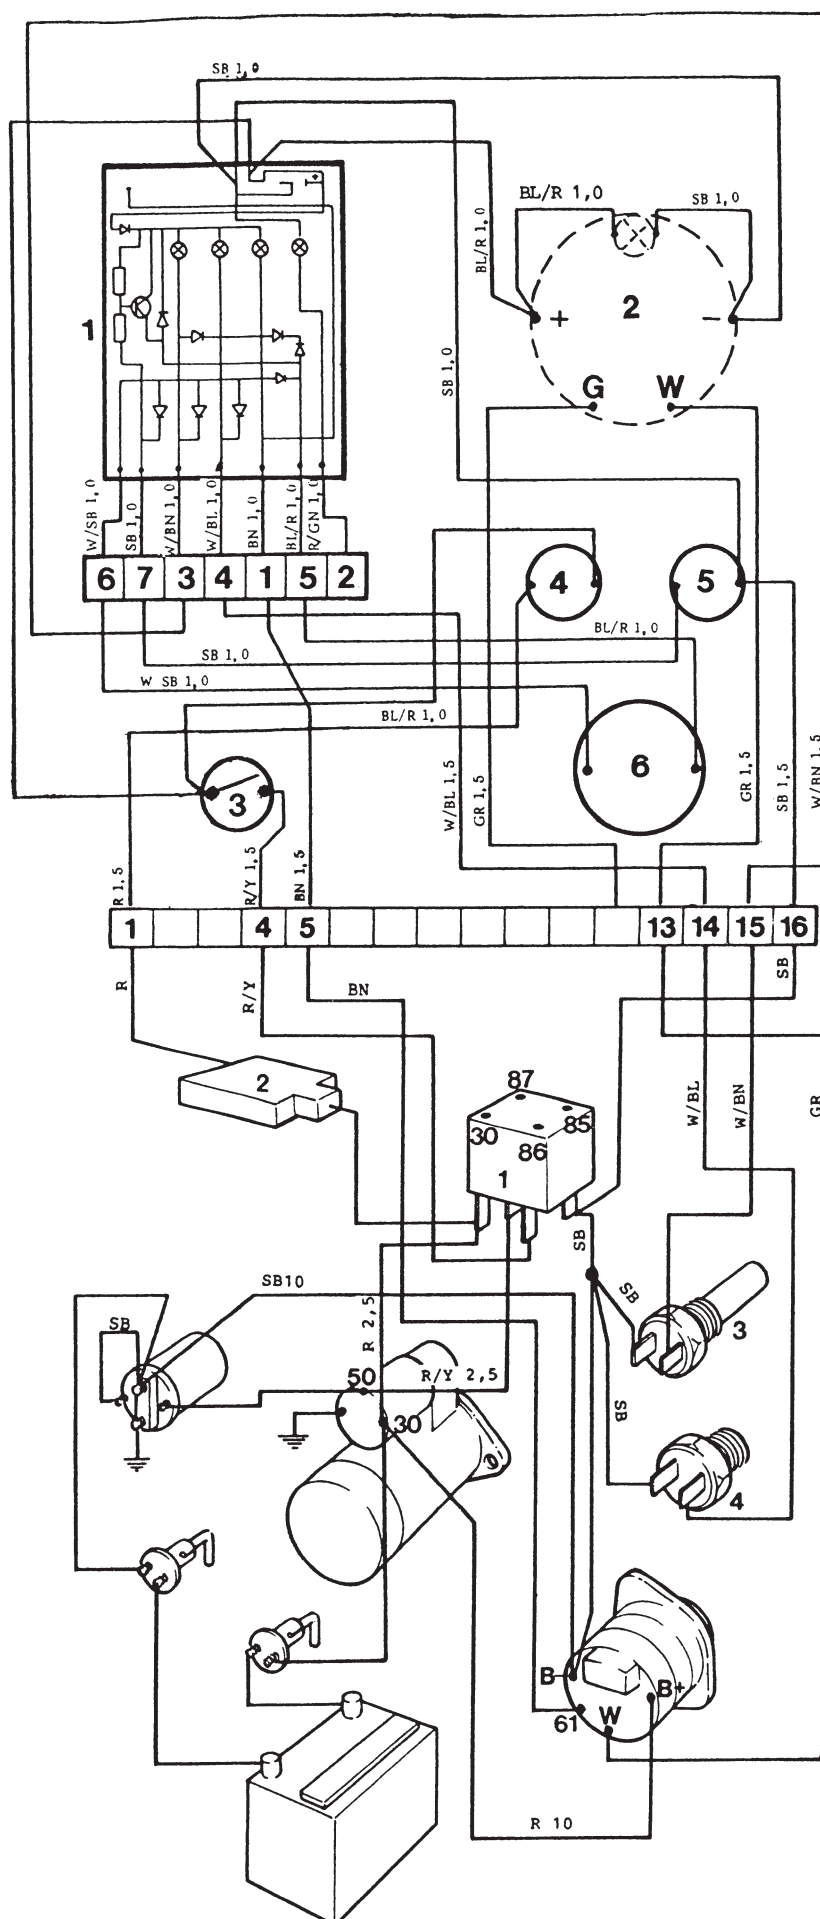 SB 1,0
BL/R 1,0
SB 1,0
BL/R 1,0
+
2
−
+
1
SB 1,0
G W
W/SB 1,0
SB 1,0
W/BN 1,0
W/BL 1,0
BN 1,0
BL/R 1,0
R/GN 1,0
6 7 3 4 1 5 2
4
5
BL/R 1,0
SB 1,0
W SB 1,0
BL/R 1,0
6
3
W/BL 1,5
GR 1,5
GR 1,5
SB 1,5
W/BN 1,5
R 1,5
R/Y 1,5
BN 1,5
1 4 5 13 14 15 16
R
R/Y
BN
SB
2
87
30
85
86
1
W/BL
W/BN
GR
SB
SB10
SB
R 2,5
SB
3
50
R/Y 2,5
30
SB
4
B−
B+
61
W
R 10